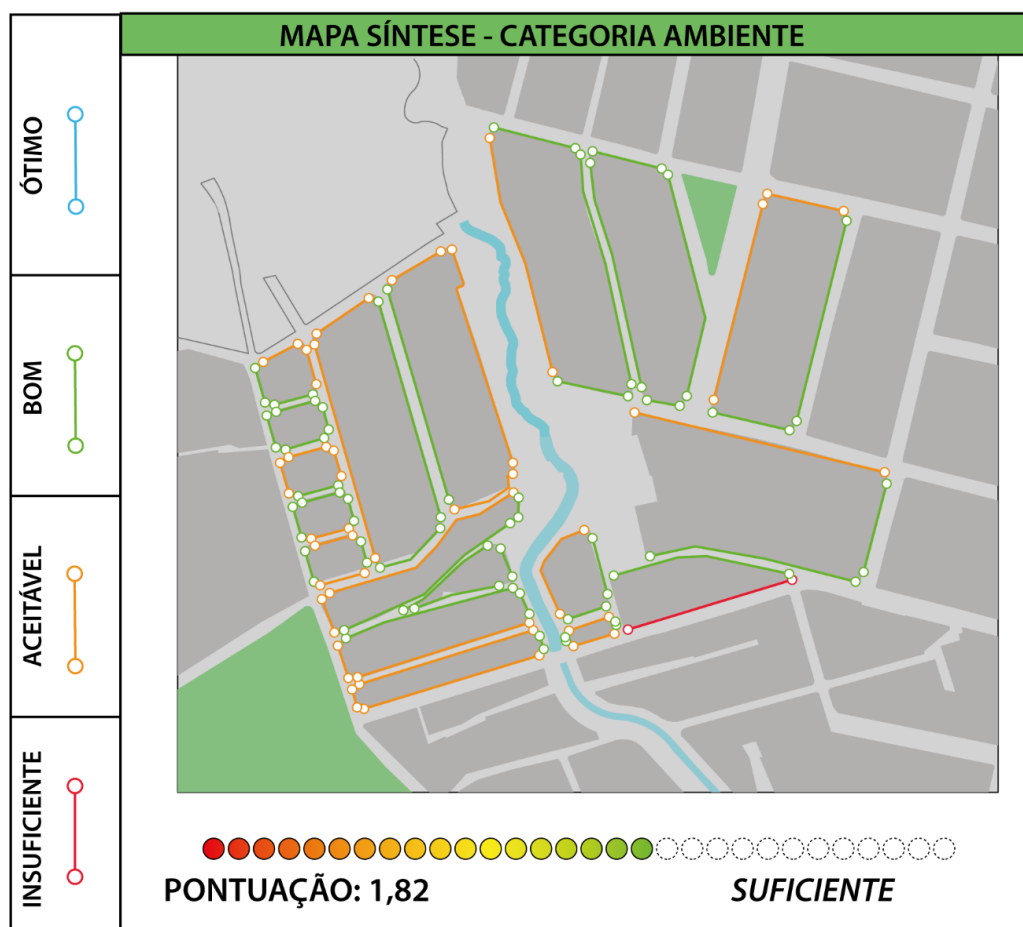 MAPA SÍNTESE - CATEGORIA AMBIENTE
ÓTIMO
BOM
ACEITÁVEL
INSUFICIENTE
PONTUAÇÃO: 1,82
SUFICIENTE